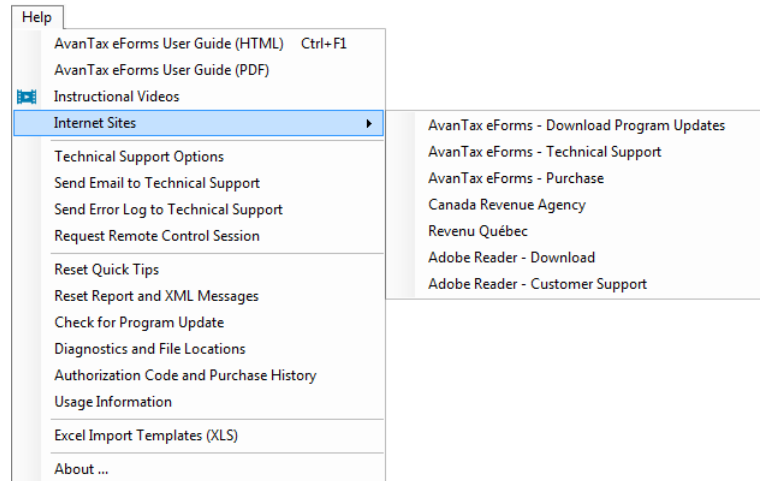 Help
AvanTax eForms User Guide (HTML) Ctrl+F1
AvanTax eForms User Guide (PDF)
Instructional Videos
Internet Sites
Technical Support Options
Send Email to Technical Support
Send Error Log to Technical Support
Request Remote Control Session
Reset Quick Tips
Reset Report and XML Messages
Check for Program Update
Diagnostics and File Locations
Authorization Code and Purchase History
Usage Information
Excel Import Templates (XLS)
About ...
AvanTax eForms - Download Program Updates
AvanTax eForms - Technical Support
AvanTax eForms - Purchase
Canada Revenue Agency
Revenu Québec
Adobe Reader - Download
Adobe Reader - Customer Support